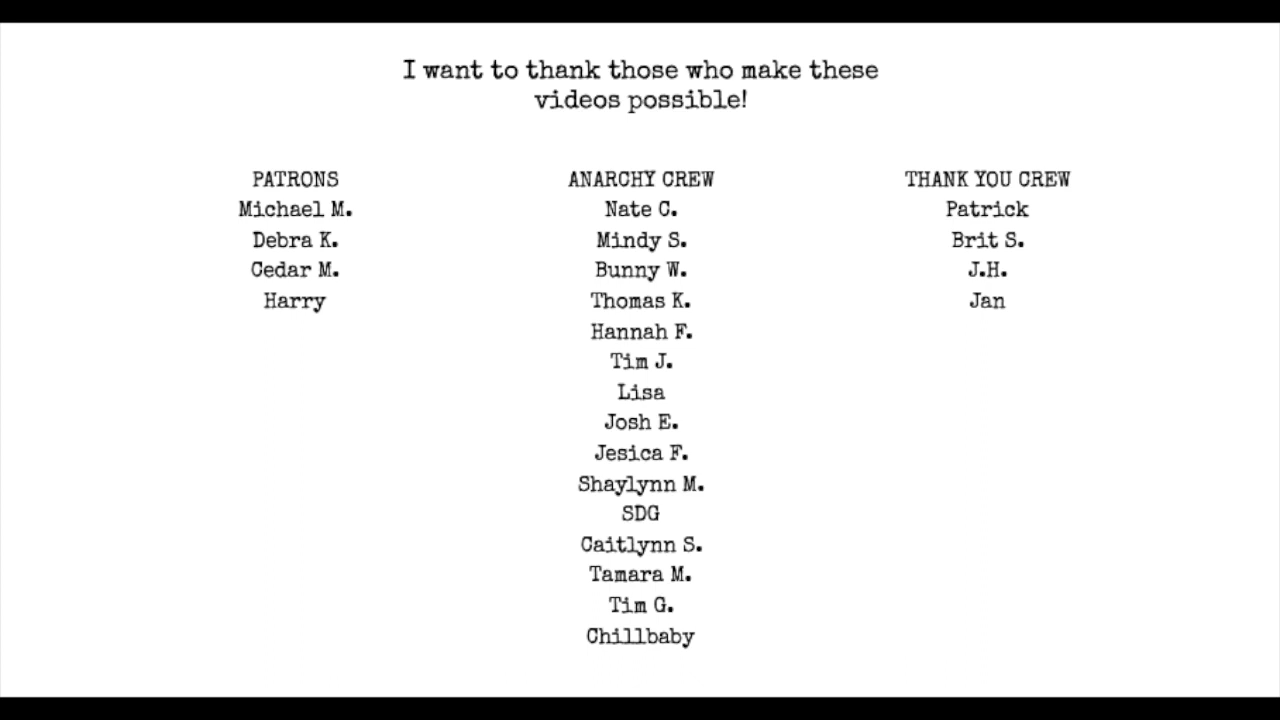 I want to thank those who make these
videos possible!
PATRONS
Michael M.
Debra K.
Cedar M.
Harry
ANARCHY CREW
Nate C.
Mindy S.
Bunny W.
Thomas K.
Hannah F.
Tim J.
Lisa
Josh E.
Jesica F.
Shaylynn M.
SDG
Caitlynn S.
Tamara M.
Tim G.
Chillbaby
THANK YOU CREW
Patrick
Brit S.
J.H.
Jan